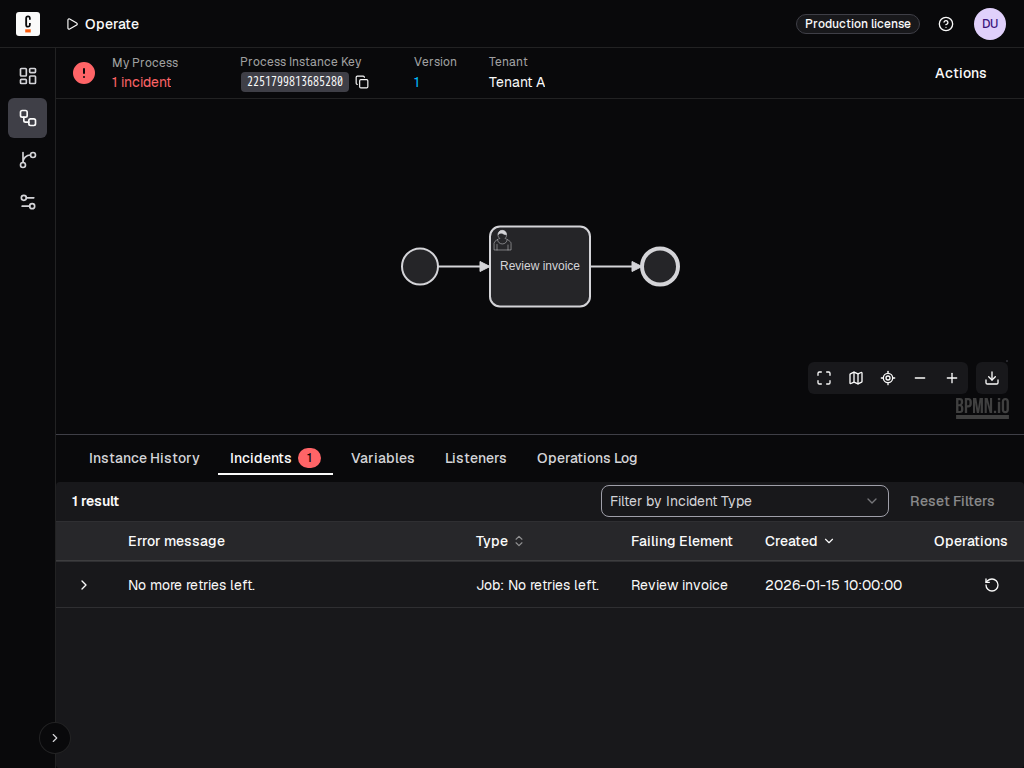 C
Operate
Production license
DU
My Process
1 incident
Process Instance Key
2251799813685280
Version
1
Tenant
Tenant A
Actions
Review invoice
BPMN.iO
Instance History
Incidents 1
Variables
Listeners
Operations Log
1 result
Filter by Incident Type
Reset Filters
Error message
Type
Failing Element
Created
Operations
No more retries left.
Job: No retries left.
Review invoice
2026-01-15 10:00:00